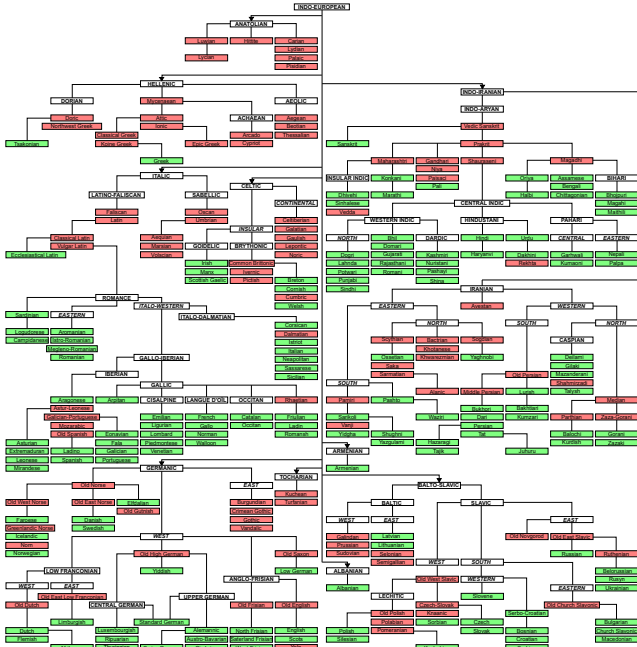 INDO-EUROPEAN
ANATOLIAN
Luwian Hittite Carian
Lydian
Lycian Palaic
Pisidian
HELLENIC
DORIAN Mycenaean AEOLIC
Doric Attic ACHAEAN Aegean
Northwest Greek Ionic Beotian
Tsakonian Classical Greek Arcado Thessalian
Koine Greek Epic Greek Cypriot
Greek
ITALIC
LATINO-FALISCAN SABELLIC CELTIC
Faliscan Oscan CONTINENTAL
Latin Umbrian Celtiberian
INSULAR Galatian
Classical Latin Aequian Gaulish
Vulgar Latin Marsian GOIDELIC BRYTHONIC Lepontic
Ecclesiastical Latin Volscian Noric
Irish Common Brittonic
Manx Ivernic
Scottish Gaelic Pictish Breton
Cornish
Cumbric
Welsh
ROMANCE
ITALO-WESTERN
Sardinian EASTERN ITALO-DALMATIAN
Logudorese Aromanian Corsican
Campidanese Istro-Romanian Dalmatian
Megleno-Romanian Istriot
Romanian Italian
GALLO-IBERIAN Neapolitan
Sassarese
IBERIAN Sicilian
GALLIC
Aragonese Arpitan CISALPINE LANGUE D'OÏL OCCITAN Rhaetian
Astur-Leonese
Galician-Portuguese Emilian French Catalan Friulian
Mozarabic Ligurian Gallo Occitan Ladin
Old Spanish Eonavian Lombard Norman Romansh
Asturian Fala Piedmontese Walloon
Extremaduran Ladino Galician Venetian
Leonese Spanish Portuguese
Mirandese
GERMANIC
TOCHARIAN
Old Norse EAST Kuchean
Old West Norse Old East Norse Elfdalian Burgundian Turfanian
Old Gutnish Crimean Gothic
Faroese Danish Gothic
Greenlandic Norse Swedish Vandalic
Icelandic
Norn WEST
Norwegian Old High German Old Saxon
LOW FRANCONIAN Yiddish Low German
WEST EAST ANGLO-FRISIAN
Old East Low Franconian UPPER GERMAN
Old Dutch CENTRAL GERMAN Old Frisian Old English
Limburgish Standard German
Dutch Luxembourgish Alemannic North Frisian English
Flemish Ripuarian Austro-Bavarian Saterland Frisian Scots
INDO-IRANIAN
INDO-ARYAN
Vedic Sanskrit
Sanskrit Prakrit
Maharashtri Gandhari Shauraseni Magadhi
Niya
INSULAR INDIC Konkani Paisaci Oriya Assamese BIHARI
Pali Bengali
Dhivehi Marathi Halbi Chittagonian Bhojpuri
Sinhalese CENTRAL INDIC Magahi
Vedda Maithili
WESTERN INDIC HINDUSTANI PAHARI
NORTH Bhil DARDIC Hindi Urdu CENTRAL EASTERN
Domari
Dogri Gujarati Kashmiri Haryanvi Dakhini Garhwali Nepali
Lahnda Rajasthani Nuristani Rekhta Kumaoni Palpa
Potwari Romani Pashayi
Punjabi Shina
Sindhi
IRANIAN
EASTERN Avestan WESTERN
NORTH SOUTH NORTH
Scythian Bactrian Sogdian CASPIAN
Khotanese
Ossetian Khwarezmian Yaghnobi Deilami
Saka Gilaki
Sarmatian Old Persian Mazanderani
SOUTH Shahmirzadi
Alanic Middle Persian Lurish Talysh
Pamiri Pashto Median
Bukhori Bakhtiari
Sarikoli Waziri Dari Kumzari Parthian Zaza-Gorani
Vanji Persian
Yidgha Shughni Tat Balochi Gorani
Yazgulami Hazaragi Kurdish Zazaki
ARMENIAN Tajik Juhuru
Armenian
BALTO-SLAVIC
BALTIC SLAVIC
WEST EAST EAST
Galindian Latvian Old Novgorod Old East Slavic
Prussian Lithuanian
Sudovian Selonian Russian Ruthenian
Semigallian
ALBANIAN WEST SOUTH Belorussian
Old West Slavic WESTERN Rusyn
Albanian LECHITIC Slovene EASTERN Ukrainian
Czech-Slovak
Old Polish Knaanic Serbo-Croatian Old Church Slavonic
Polabian Sorbian Czech Bulgarian
Polish Pomeranian Slovak Bosnian Church Slavonic
Silesian Croatian Macedonian